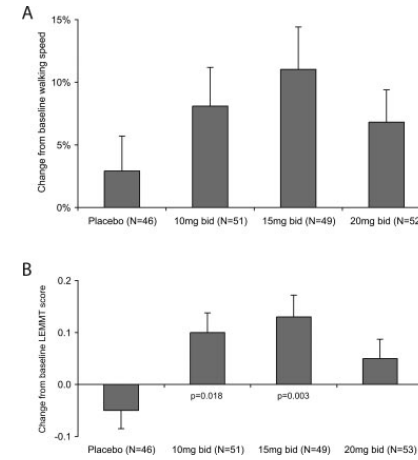 A
Change from baseline walking speed
15%
10%
5%
0%
Placebo (N=46) 10mg bid (N=51) 15mg bid (N=49) 20mg bid (N=52
B
Change from baseline LEMMT score
0.2
0.1
0.0
-0.1
p=0.018 p=0.003
Placebo (N=46) 10mg bid (N=51) 15mg bid (N=49) 20mg bid (N=53)